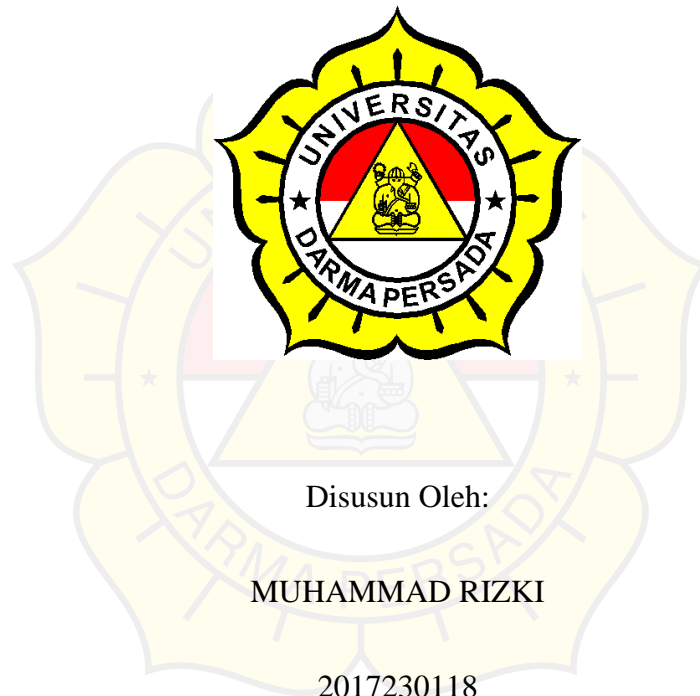 UNIVERSITAS
DARMA PERSADA
Disusun Oleh:
MUHAMMAD RIZKI
2017230118